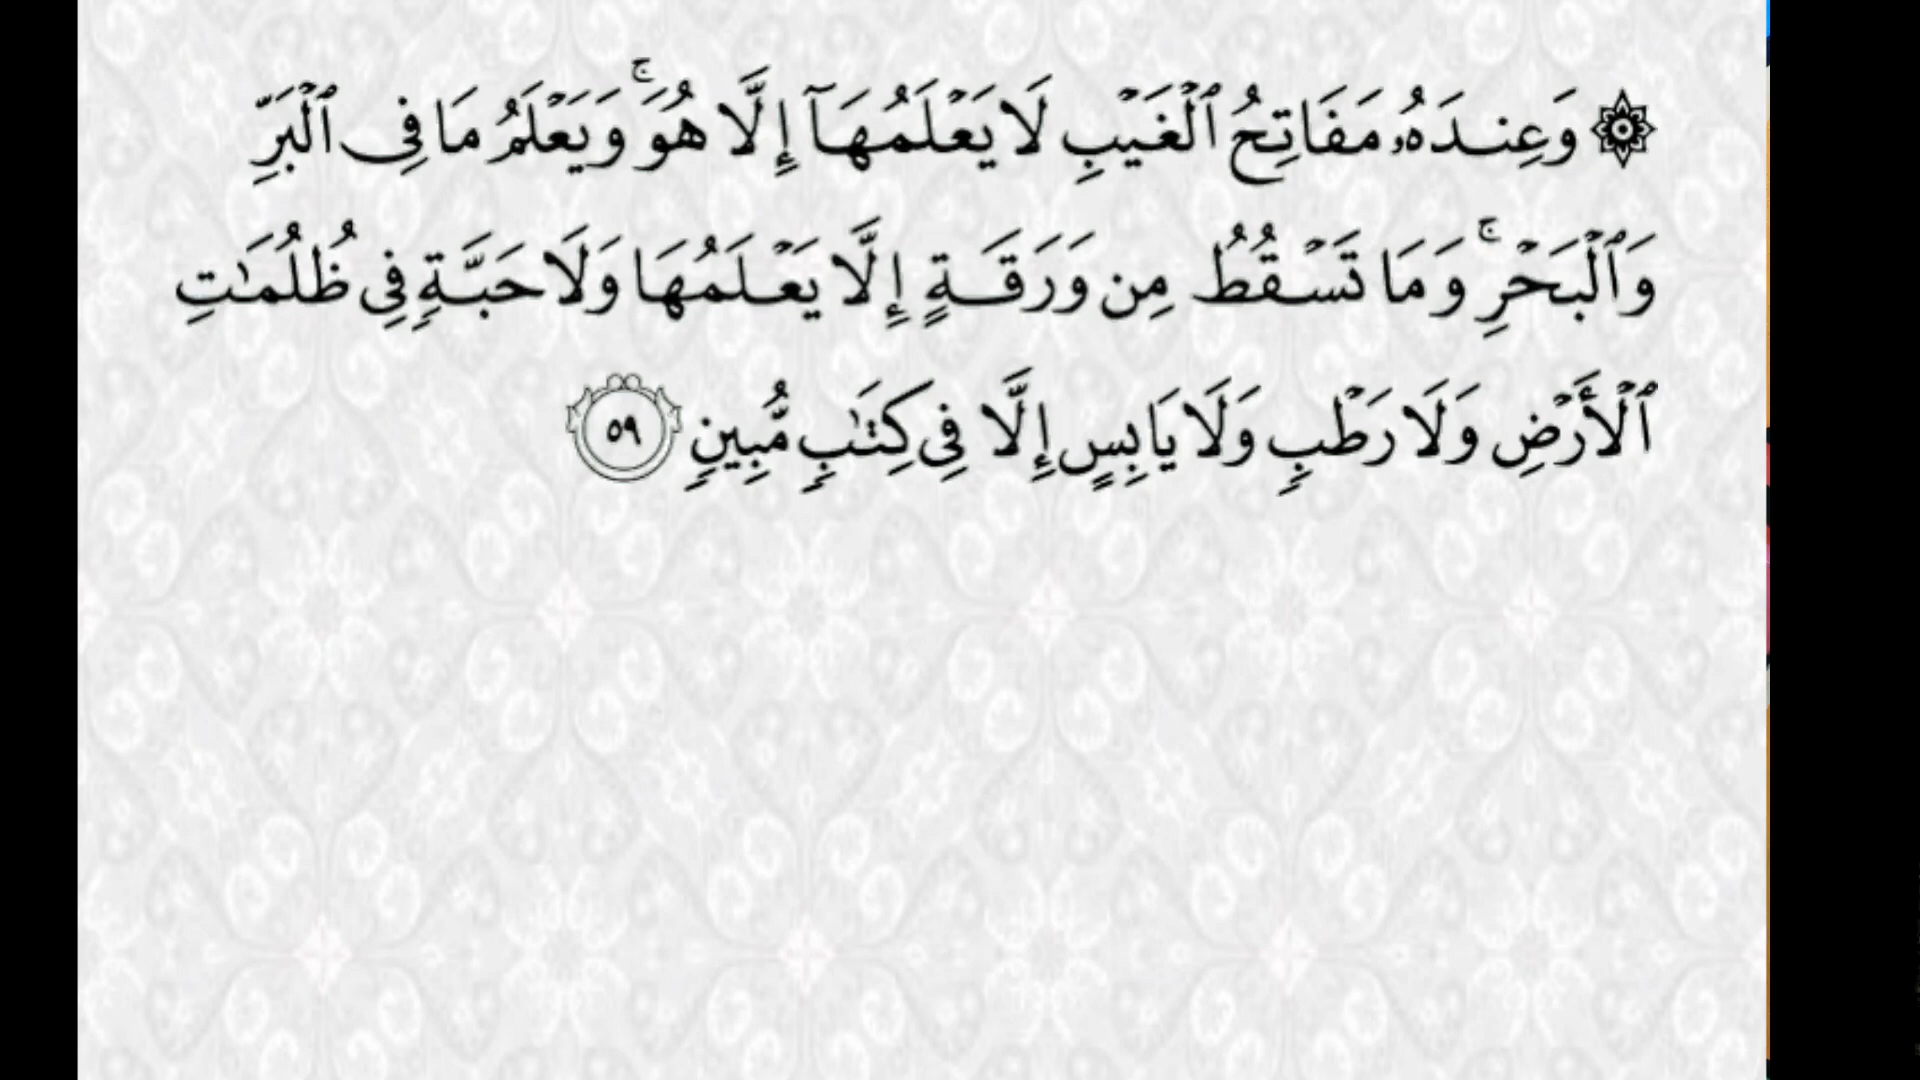 ۞ وَعِندَهُۥ مَفَاتِحُ ٱلۡغَيۡبِ لَا يَعۡلَمُهَآ إِلَّا هُوَۚ وَيَعۡلَمُ مَا فِي ٱلۡبَرِّ
وَٱلۡبَحۡرِۚ وَمَا تَسۡقُطُ مِن وَرَقَةٍ إِلَّا يَعۡلَمُهَا وَلَا حَبَّةٖ فِي ظُلُمَٰتِ
ٱلۡأَرۡضِ وَلَا رَطۡبٖ وَلَا يَابِسٍ إِلَّا فِي كِتَٰبٖ مُّبِينٖ ٥٩